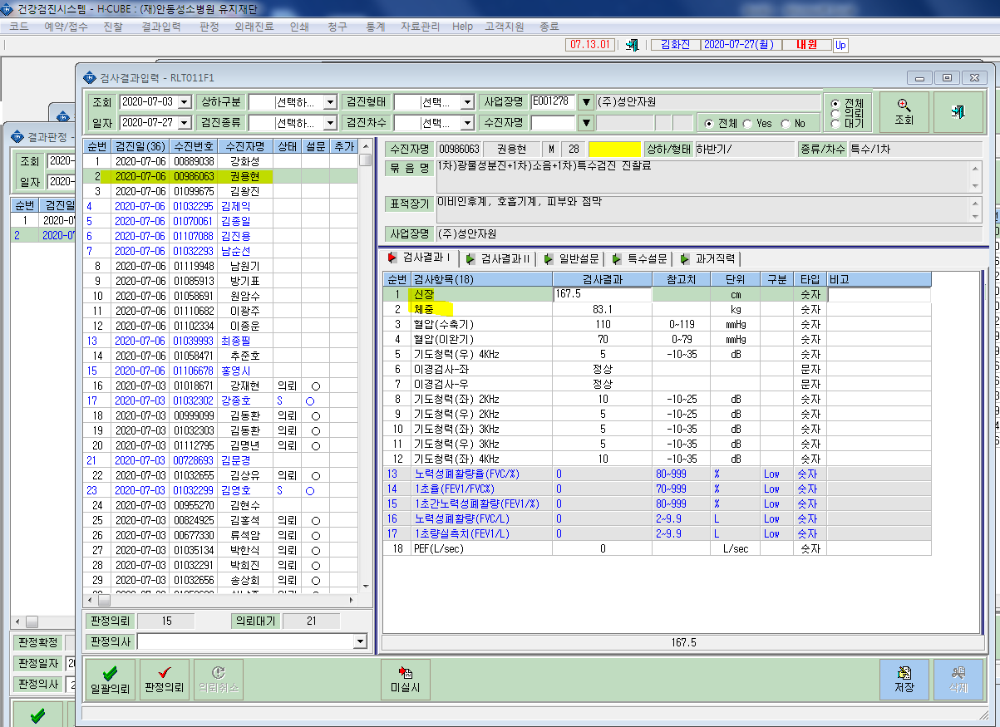 건강검진시스템 - H-CUBE : (재)안동성소병원 유지재단
코드 예약/접수 진찰 결과입력 판정 외래진료 인쇄 청구 통계 자료관리 Help 고객지원 종료
07.13.01 김화진 2020-07-27(월) 내원 Up
검사결과입력 - RLT011F1
결과판정 -
조회 2020-
일자 2020-
순번 검진일
1 2020-0
2 2020-0
판정확정
판정일자
판정의사
조회 2020-07-03 상하구분 선택하... 검진형태 선택... 사업장명 E001278 ▼ (주)성안자원
일자 2020-07-27 검진종류 선택하... 검진차수 선택... 수진자명 ▼ 전체 Yes No
전체
의뢰
대기
조회
순번 검진일(36) 수진번호 수진자명 상태 설문 추가
1 2020-07-06 00889038 강화성
2 2020-07-06 00986063 권용현
3 2020-07-06 01099675 김왕진
4 2020-07-06 01032295 김제익
5 2020-07-06 01070061 김종일
6 2020-07-06 01107088 김진용
7 2020-07-06 01032293 남순선
8 2020-07-06 01119948 남원기
9 2020-07-06 01085913 방기표
10 2020-07-06 01058691 원암수
11 2020-07-06 01110682 이광주
12 2020-07-06 01102334 이종운
13 2020-07-06 01039993 최종필
14 2020-07-06 01058471 추준호
15 2020-07-06 01106678 홍영시
16 2020-07-03 01018671 강재현 의뢰 ○
17 2020-07-03 01032302 강종호 S ○
18 2020-07-03 00999099 김동환 의뢰 ○
19 2020-07-03 01032303 김동환 의뢰 ○
20 2020-07-03 01112795 김명년 의뢰 ○
21 2020-07-03 00728693 김문경
22 2020-07-03 01032655 김상유 의뢰 ○
23 2020-07-03 01032299 김영호 S ○
24 2020-07-03 00955270 김현수
25 2020-07-03 00824925 김홍석 의뢰 ○
26 2020-07-03 00677330 류석암 의뢰 ○
27 2020-07-03 01035134 박한식 의뢰 ○
28 2020-07-03 01032291 박희진 의뢰 ○
29 2020-07-03 01032656 송상회 의뢰 ○
판정의뢰 15 의뢰대기 21
판정의사
일괄의뢰 판정의뢰 의뢰취소 미실시 저장 삭제
수진자명 00986063 권용현 M 28 상하/형태 하반기/ 종류/차수 특수/1차
묶 음 명 1차)광물성분진+1차)소음+1차)특수검진 진찰료
표적장기 이비인후계, 호흡기계, 피부와 점막
사업장명 (주)성안자원
검사결과Ⅰ 검사결과Ⅱ 일반설문 특수설문 과거직력
순번 검사항목(18) 검사결과 참고치 단위 구분 타입 비고
1 신장 167.5 cm 숫자
2 체중 83.1 kg 숫자
3 혈압(수축기) 110 0~119 mmHg 숫자
4 혈압(이완기) 70 0~79 mmHg 숫자
5 기도청력(우) 4KHz 5 -10~35 dB 숫자
6 이경검사-좌 정상 문자
7 이경검사-우 정상 문자
8 기도청력(좌) 2KHz 10 -10~25 dB 숫자
9 기도청력(우) 2KHz 5 -10~25 dB 숫자
10 기도청력(좌) 3KHz 5 -10~35 dB 숫자
11 기도청력(우) 3KHz 5 -10~35 dB 숫자
12 기도청력(좌) 4KHz 10 -10~35 dB 숫자
13 노력성폐활량율(FVC/%) 0 80~999 % Low 숫자
14 1초율(FEV1/FVC%) 0 70~999 % Low 숫자
15 1초간노력성폐활량(FEV1/%) 0 80~999 % Low 숫자
16 노력성폐활량(FVC/L) 0 2~9.9 L Low 숫자
17 1초량실측치(FEV1/L) 0 2~9.9 L Low 숫자
18 PEF(L/sec) 0 L/sec 숫자
167.5